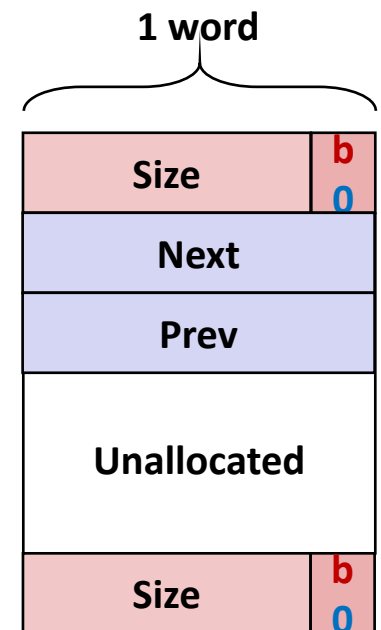 1 word
Size b
0
Next
Prev
Unallocated
Size b
0